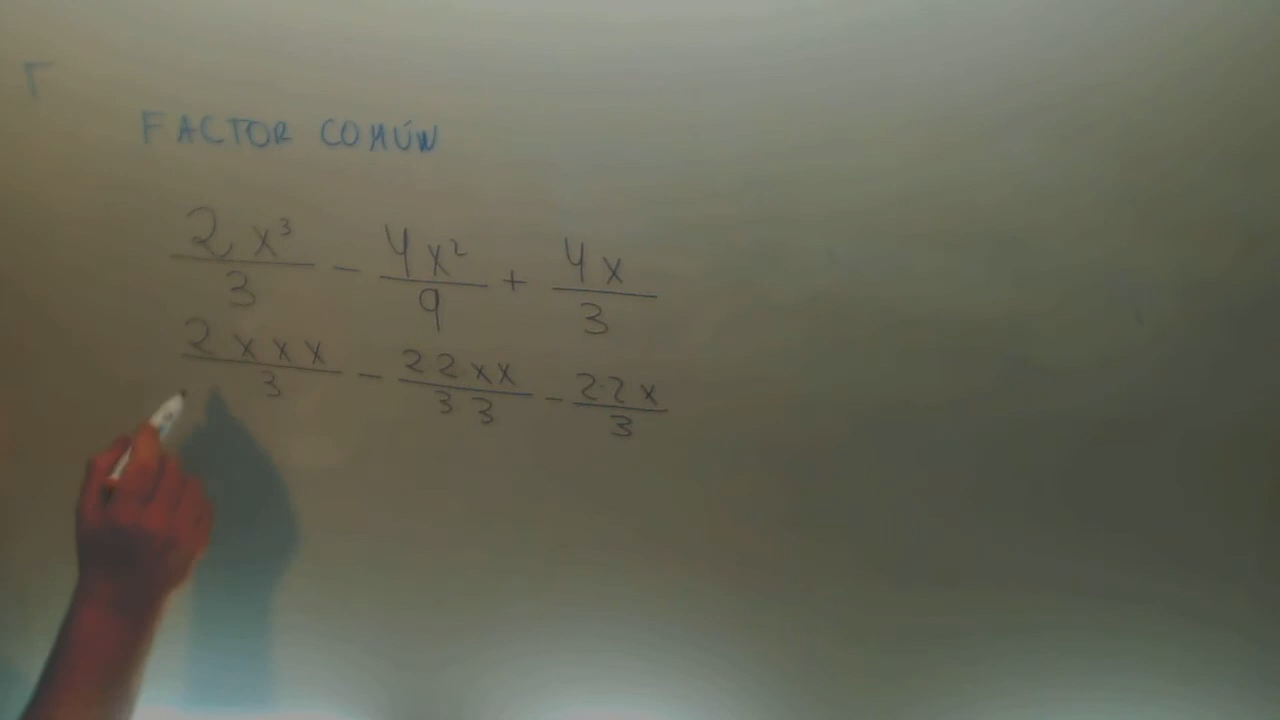 FACTOR COMÚN
2x³/3 - 4x²/9 + 4x/3
2xxx/3 - 22xx/33 - 2·2x/3